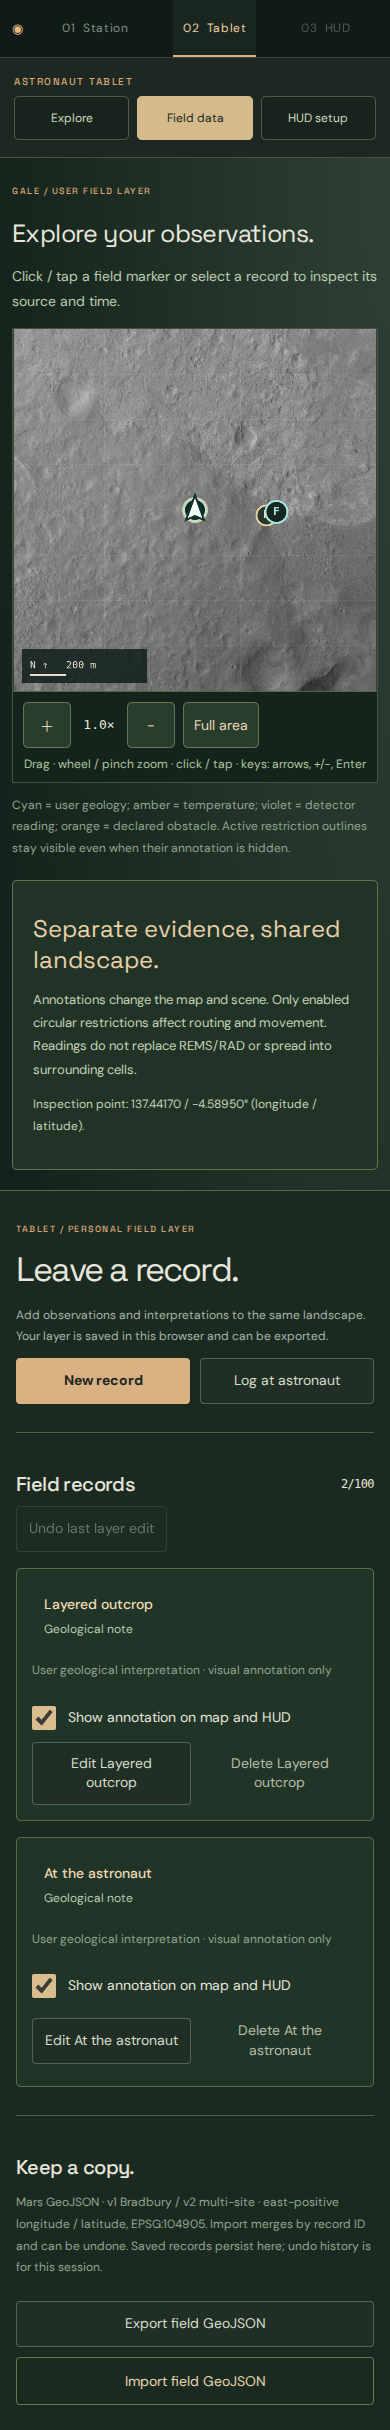 01 Station
02 Tablet
03 HUD
ASTRONAUT TABLET
Explore
Field data
HUD setup
GALE / USER FIELD LAYER
Explore your observations.
Click / tap a field marker or select a record to inspect its
source and time.
F
N ↑ 200 m
+
1.0×
−
Full area
Drag · wheel / pinch zoom · click / tap · keys: arrows, +/−, Enter
Cyan = user geology; amber = temperature; violet = detector
reading; orange = declared obstacle. Active restriction outlines
stay visible even when their annotation is hidden.
Separate evidence, shared
landscape.
Annotations change the map and scene. Only enabled
circular restrictions affect routing and movement.
Readings do not replace REMS/RAD or spread into
surrounding cells.
Inspection point: 137.44170 / −4.58950° (longitude /
latitude).
TABLET / PERSONAL FIELD LAYER
Leave a record.
Add observations and interpretations to the same landscape.
Your layer is saved in this browser and can be exported.
New record
Log at astronaut
Field records
2/100
Undo last layer edit
Layered outcrop
Geological note
User geological interpretation · visual annotation only
Show annotation on map and HUD
Edit Layered
outcrop
Delete Layered
outcrop
At the astronaut
Geological note
User geological interpretation · visual annotation only
Show annotation on map and HUD
Edit At the astronaut
Delete At the
astronaut
Keep a copy.
Mars GeoJSON · v1 Bradbury / v2 multi-site · east-positive
longitude / latitude, EPSG:104905. Import merges by record ID
and can be undone. Saved records persist here; undo history is
for this session.
Export field GeoJSON
Import field GeoJSON